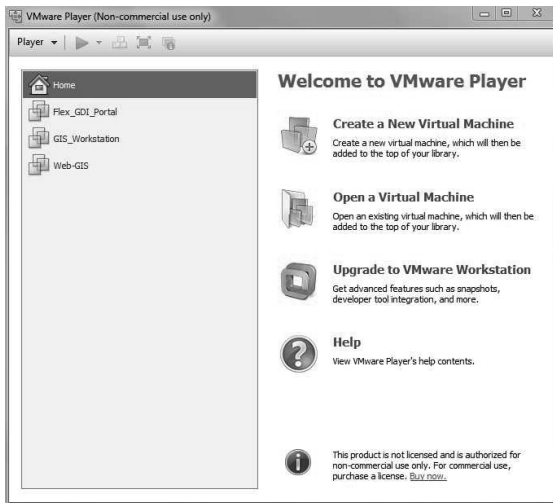 VMware Player (Non-commercial use only)
Player
Home
Flex_GDI_Portal
GIS_Workstation
Web-GIS
Welcome to VMware Player
Create a New Virtual Machine
Create a new virtual machine, which will then be
added to the top of your library.
Open a Virtual Machine
Open an existing virtual machine, which will then be
added to the top of your library.
Upgrade to VMware Workstation
Get advanced features such as snapshots,
developer tool integration, and more.
Help
View VMware Player's help contents.
This product is not licensed and is authorized for
non-commercial use only. For commercial use,
purchase a license. Buy now.